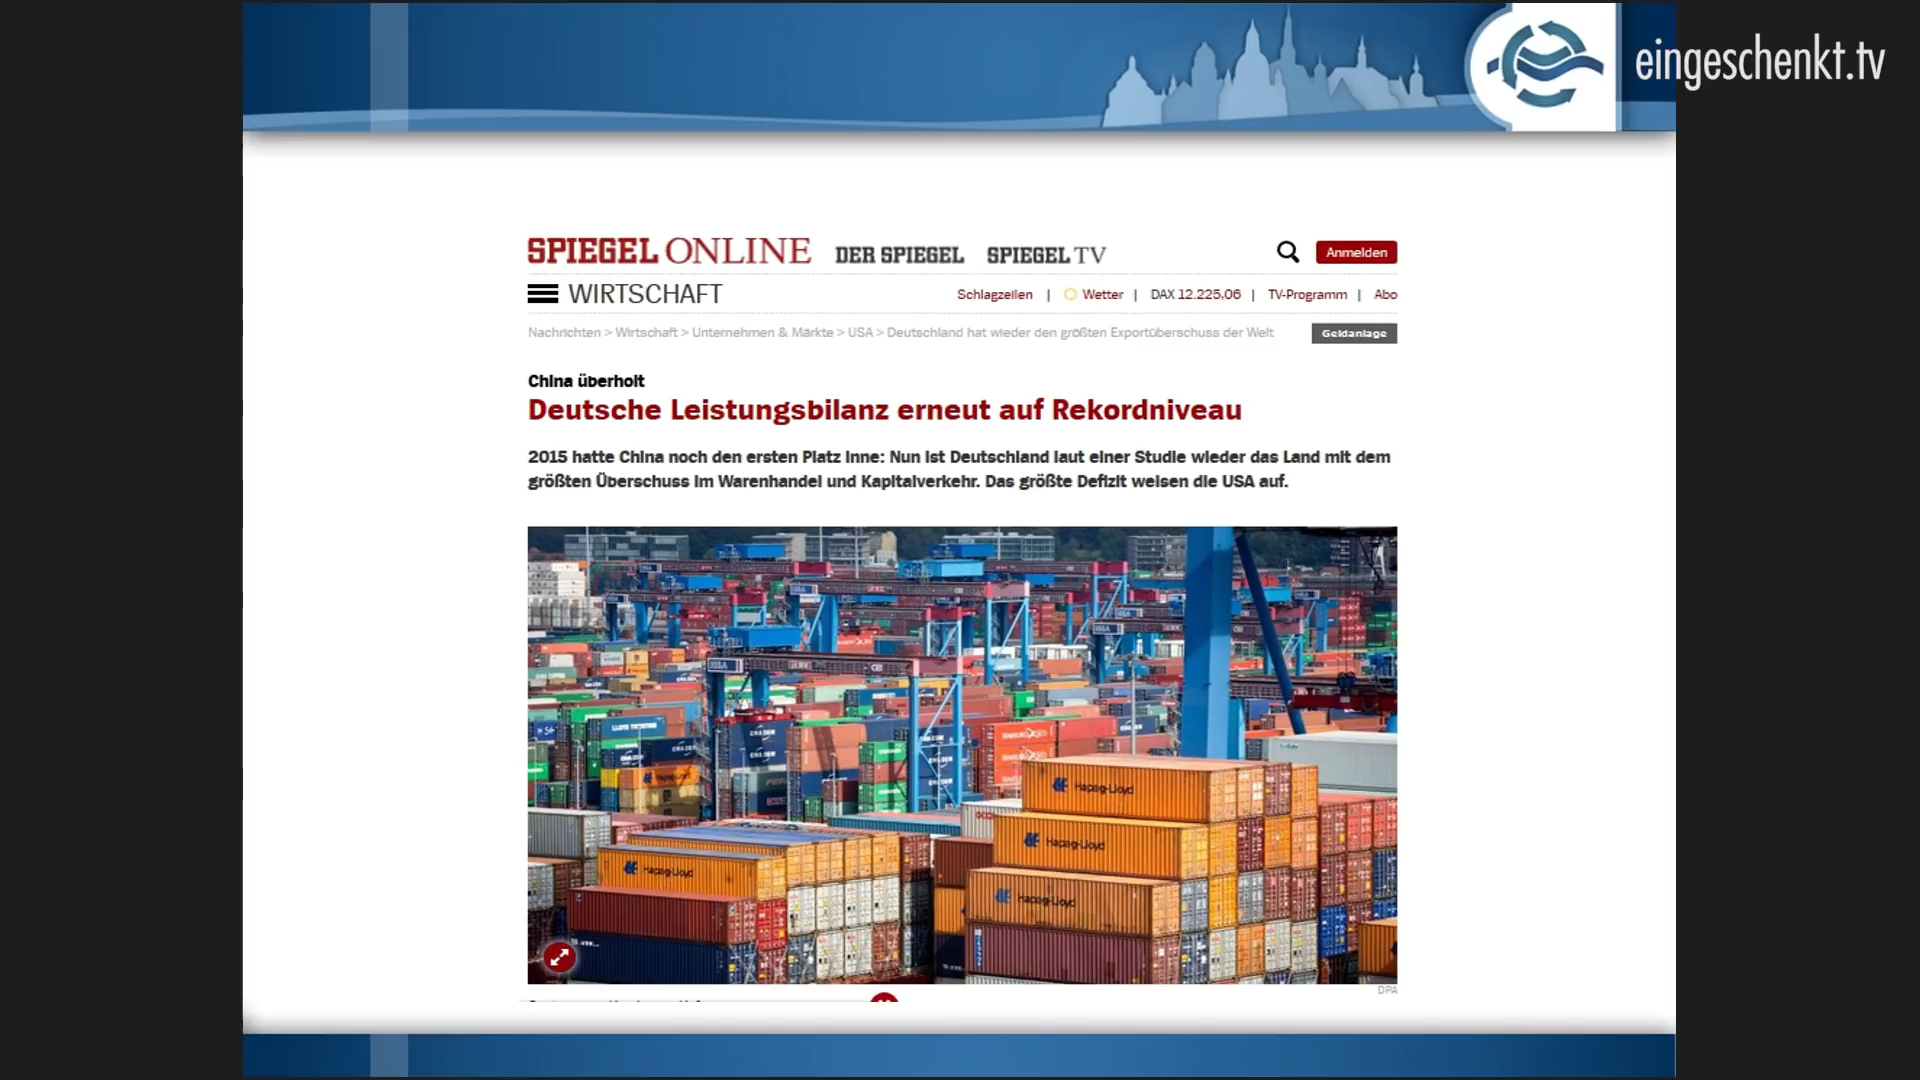 eingeschenkt.tv
SPIEGEL ONLINE DER SPIEGEL SPIEGEL TV Anmelden
WIRTSCHAFT Schlagzeilen | Wetter | DAX 12.225,06 | TV-Programm | Abo
Nachrichten > Wirtschaft > Unternehmen & Märkte > USA > Deutschland hat wieder den größten Exportüberschuss der Welt Geldanlage
China überholt
Deutsche Leistungsbilanz erneut auf Rekordniveau
2015 hatte China noch den ersten Platz inne: Nun ist Deutschland laut einer Studie wieder das Land mit dem
größten Überschuss im Warenhandel und Kapitalverkehr. Das größte Defizit weisen die USA auf.
Hapag-Lloyd
Hapag-Lloyd
Hapag-Lloyd
Hapag-Lloyd
Hapag-Lloyd
DPA